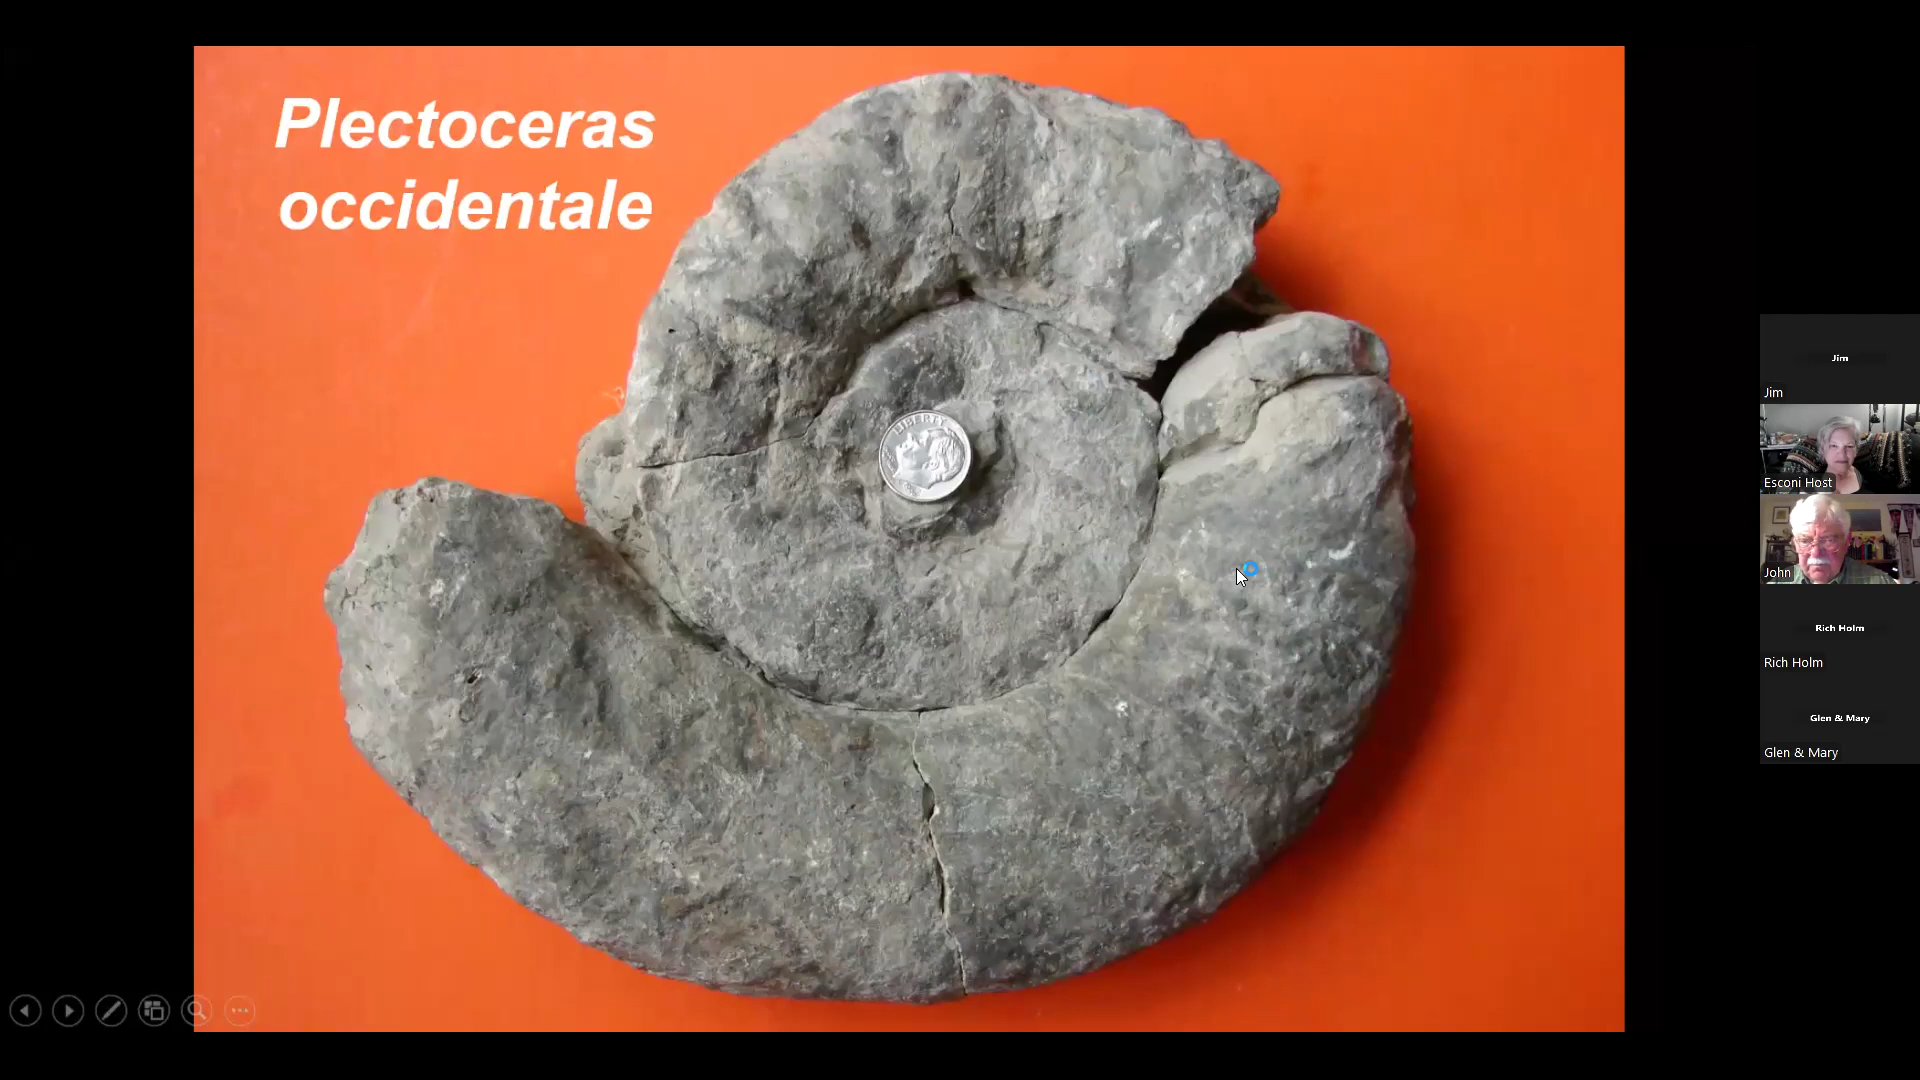 Plectoceras
occidentale
LIBERTY
Jim
Jim
Esconi Host
John
Rich Holm
Rich Holm
Glen & Mary
Glen & Mary